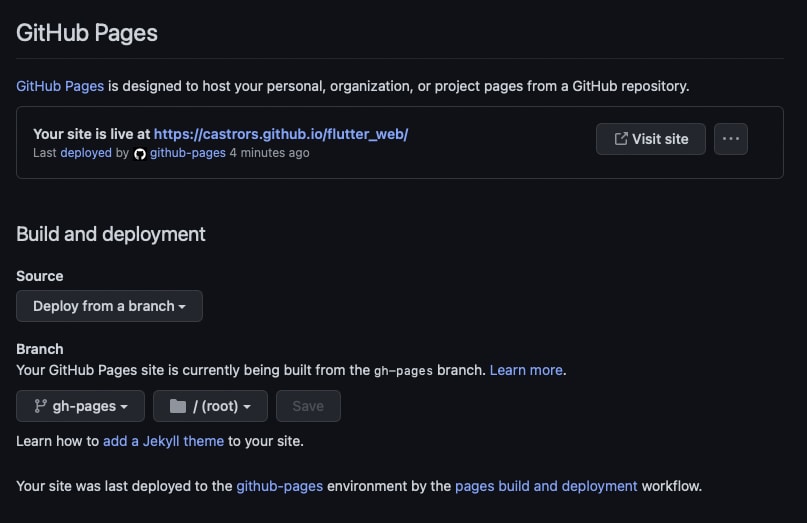 GitHub Pages
GitHub Pages is designed to host your personal, organization, or project pages from a GitHub repository.
Your site is live at https://castrors.github.io/flutter_web/
Last deployed by github-pages 4 minutes ago
Visit site
Build and deployment
Source
Deploy from a branch
Branch
Your GitHub Pages site is currently being built from the gh-pages branch. Learn more.
gh-pages / (root) Save
Learn how to add a Jekyll theme to your site.
Your site was last deployed to the github-pages environment by the pages build and deployment workflow.